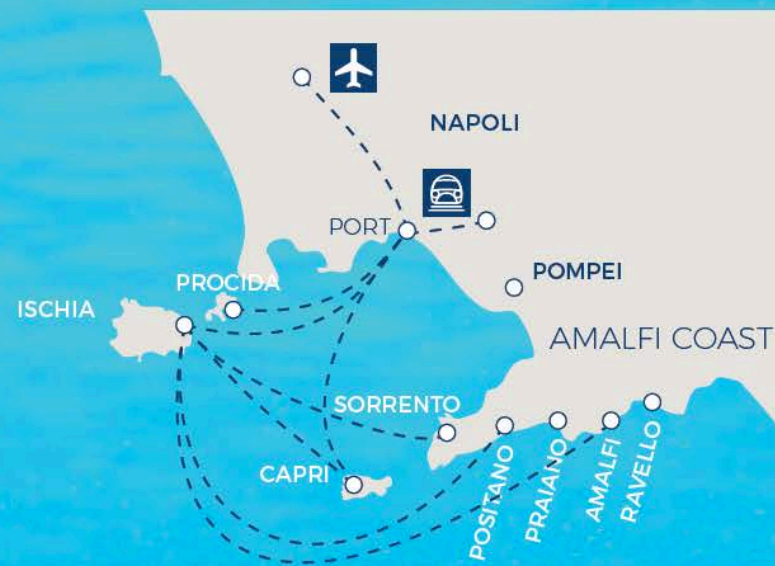 NAPOLI
PORT
POMPEI
PROCIDA
ISCHIA
AMALFI COAST
SORRENTO
CAPRI
POSITANO
PRAIANO
AMALFI
RAVELLO